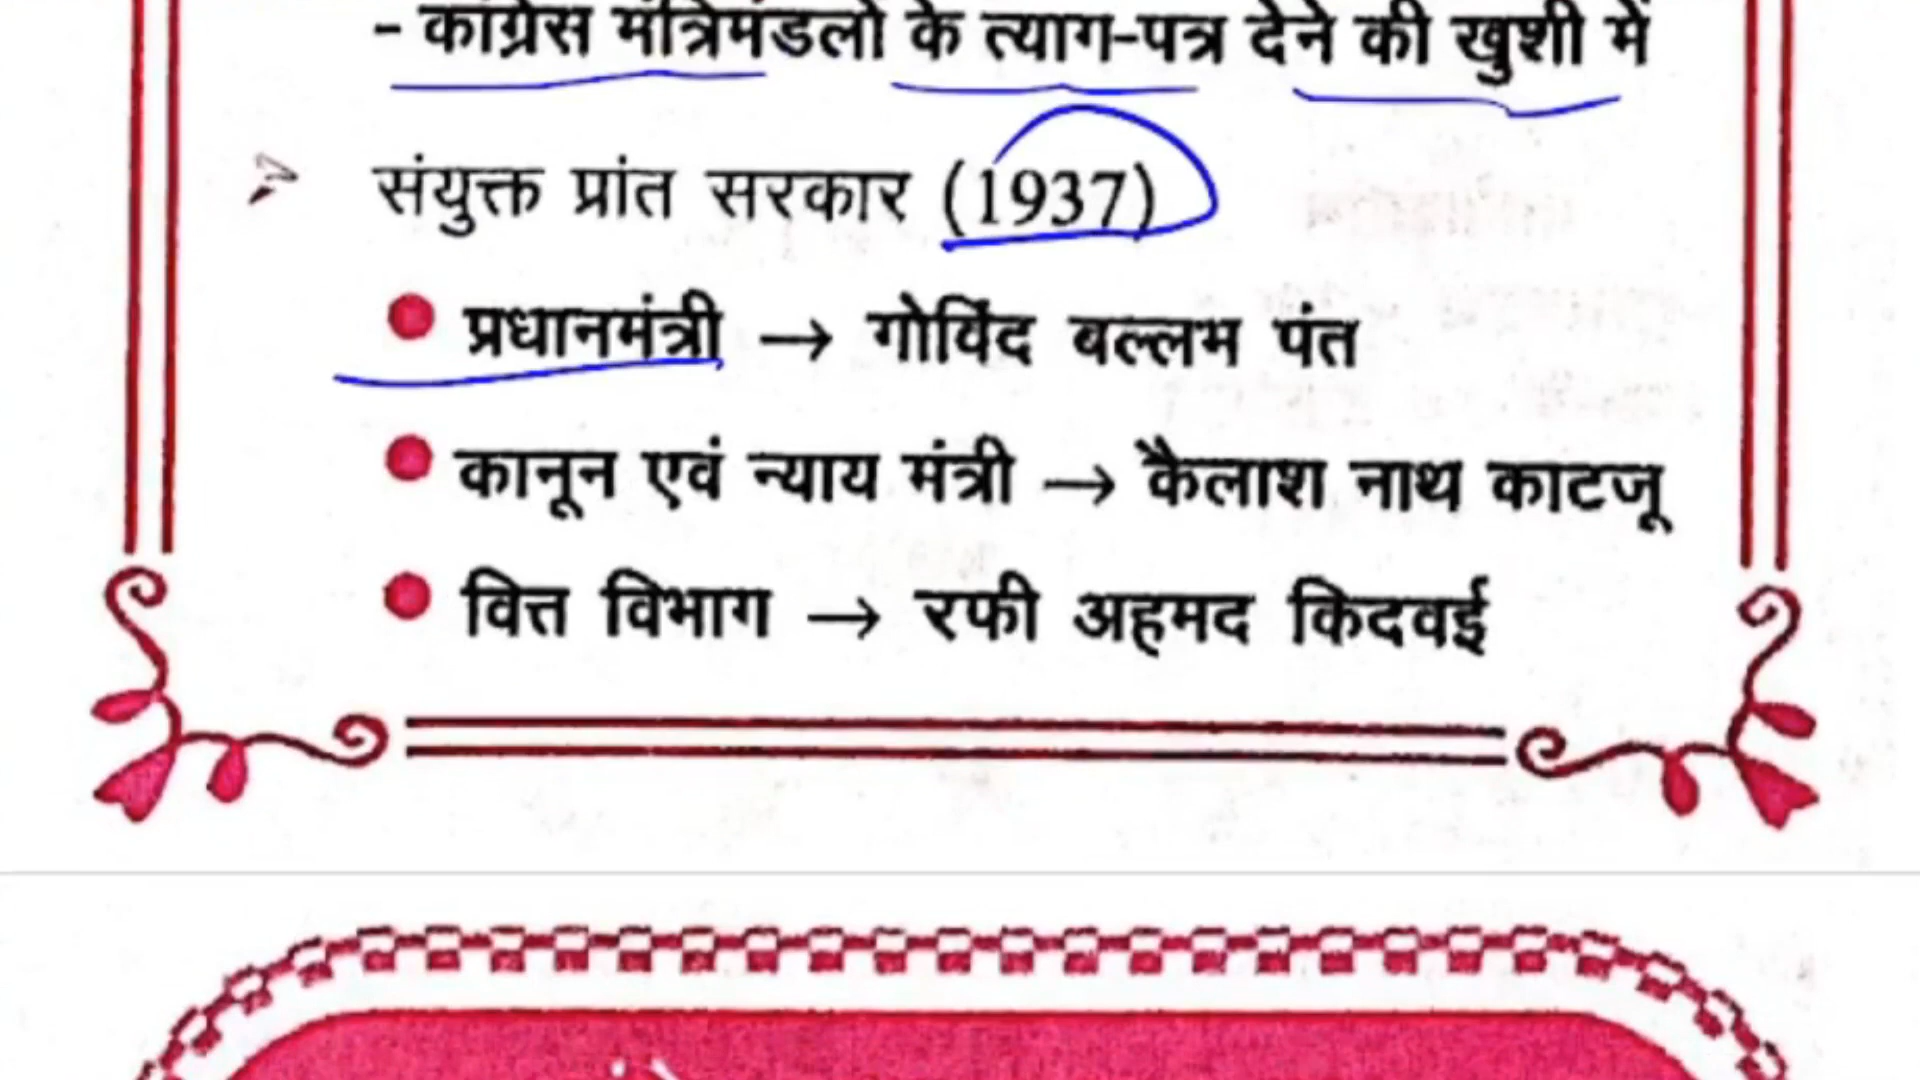 - कांग्रेस मंत्रिमंडलों के त्याग-पत्र देने की खुशी में
संयुक्त प्रांत सरकार (1937)
प्रधानमंत्री → गोविंद बल्लभ पंत
कानून एवं न्याय मंत्री → कैलाश नाथ काटजू
वित्त विभाग → रफी अहमद किदवई